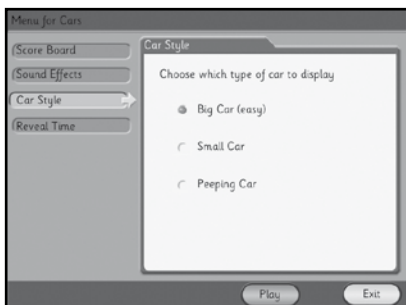 Menu for Cars
Score Board
Sound Effects
Car Style
Reveal Time
Car Style
Choose which type of car to display
Big Car (easy)
Small Car
Peeping Car
Play
Exit